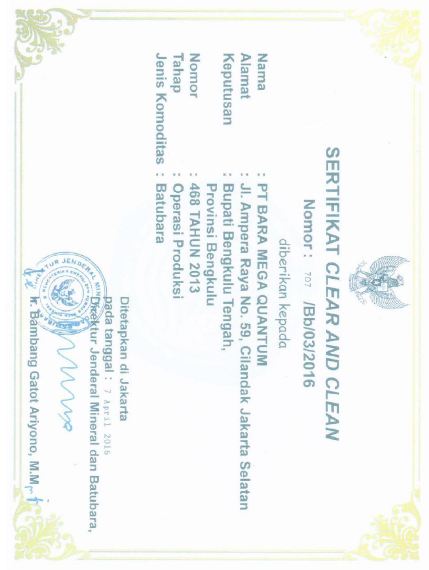 SERTIFIKAT CLEAR AND CLEAN
Nomor : 707 /Bb/03/2016
diberikan kepada
Nama : PT BARA MEGA QUANTUM
Alamat : Jl. Ampera Raya No. 59, Cilandak Jakarta Selatan
Keputusan : Bupati Bengkulu Tengah,
Provinsi Bengkulu
Nomor : 468 TAHUN 2013
Tahap : Operasi Produksi
Jenis Komoditas : Batubara
Ditetapkan di Jakarta
pada tanggal : 7 April 2016
Direktur Jenderal Mineral dan Batubara,
Ir. Bambang Gatot Ariyono, M.M